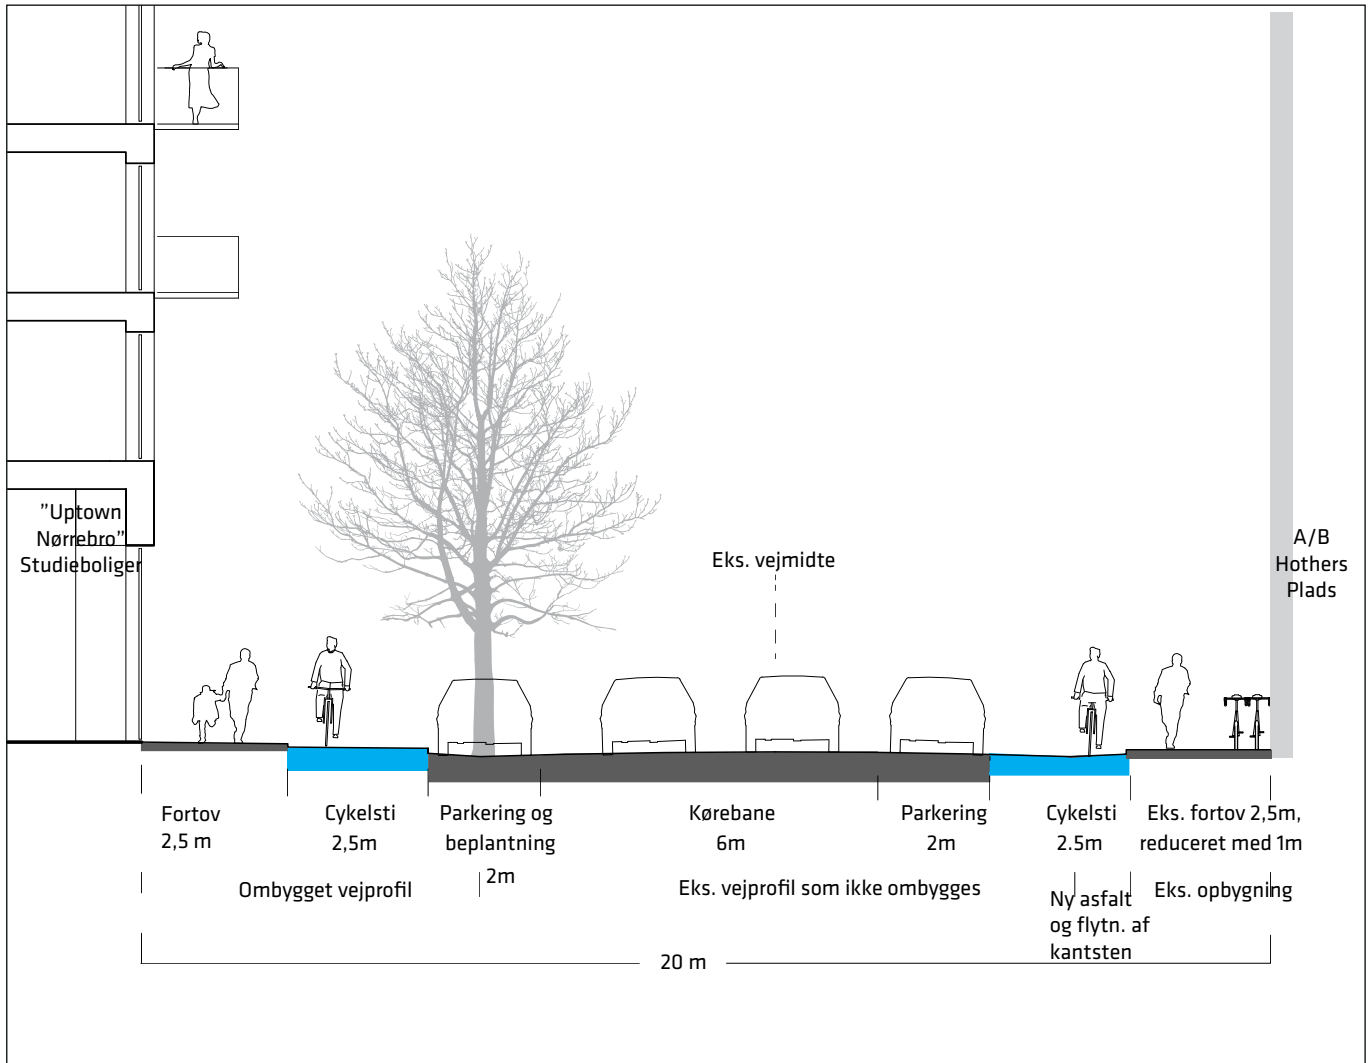 ”Uptown
Nørrebro”
Studieboliger
Eks. vejmidte
A/B
Hothers
Plads
Fortov
2,5 m
Cykelsti
2,5m
Parkering og
beplantning
2m
Kørebane
6m
Parkering
2m
Cykelsti
2.5m
Eks. fortov 2,5m,
reduceret med 1m
Ombygget vejprofil
Eks. vejprofil som ikke ombygges
Ny asfalt
og flytn. af
kantsten
Eks. opbygning
20 m